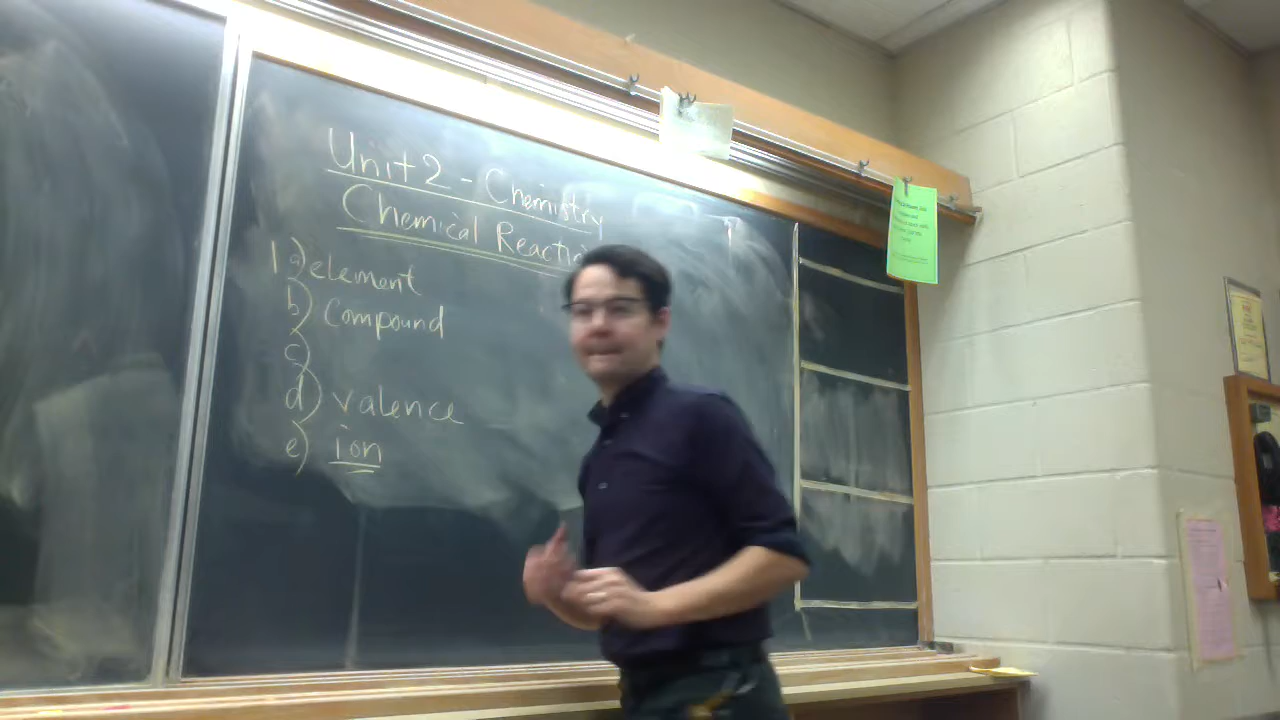 Unit 2 - Chemistry
Chemical Reacti
1 a) element
b) Compound
c)
d) valence
e) ion